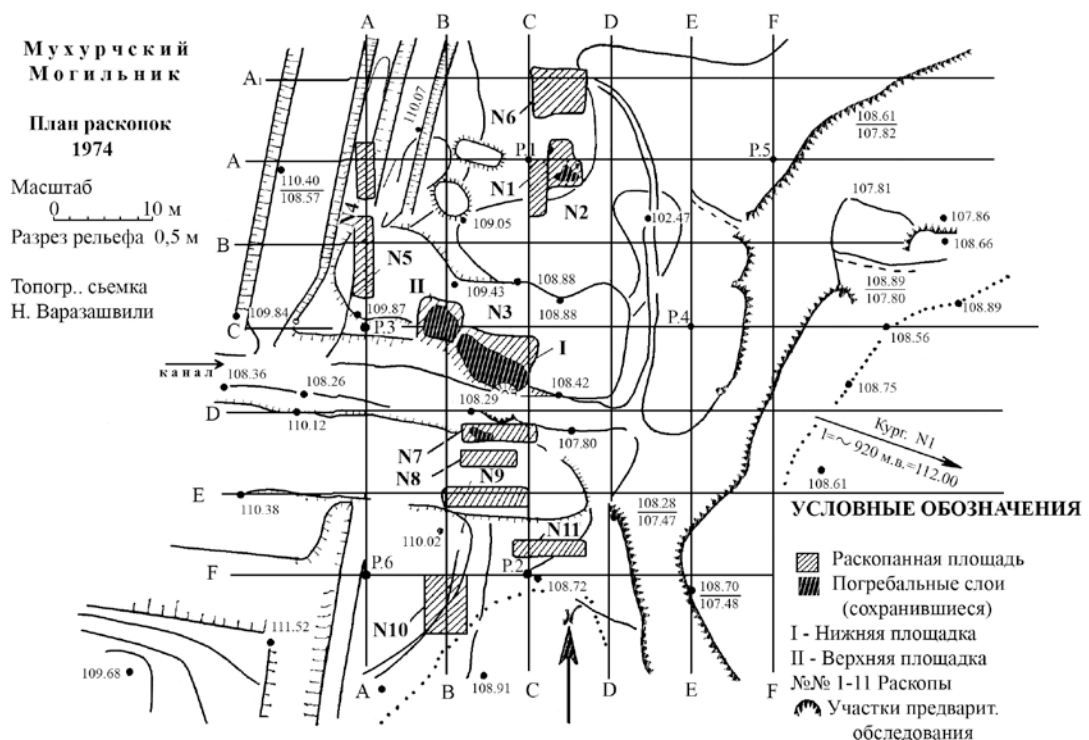 Мухурчский
Могильник
План раскопок
1974
Масштаб
0 10 м
Разрез рельефа 0,5 м
Топогр.. сьемка
Н. Варазашвили
A B C D E F
A1
A
B
C
D
E
F
A B C D E F
110.07
N6
108.61
107.82
P.1
P.5
110.40
108.57
N1
N2
N4
109.05
102.47
107.81
107.86
108.66
N5
II
109.43
108.88
N3
108.88
108.89
107.80
108.89
109.84
109.87
P.3
P.4
108.56
I
канал
108.36
108.26
108.42
108.75
108.29
110.12
107.80
N7
N8
N9
Кург. N1
l=~ 920 м.в.=112.00
108.61
110.38
108.28
107.47
110.02
N11
P.6
P.2
108.72
108.70
107.48
N10
111.52
109.68
108.91
УСЛОВНЫЕ ОБОЗНАЧЕНИЯ
Раскопанная площадь
Погребальные слои
(сохранившиеся)
I - Нижняя площадка
II - Верхняя площадка
№№ 1-11 Раскопы
Участки предварит.
обследования